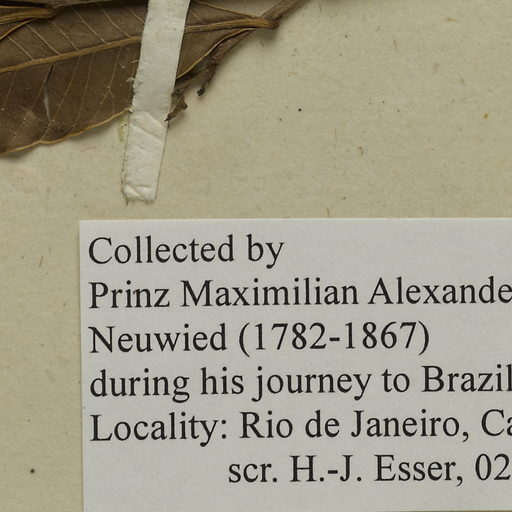 Collected by
Prinz Maximilian Alexande
Neuwied (1782-1867)
during his journey to Brazil
Locality: Rio de Janeiro, Ca
scr. H.-J. Esser, 02